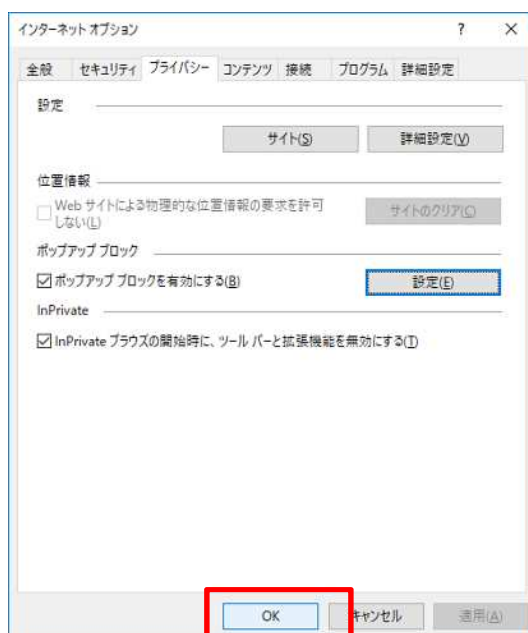 インターネット オプション ? ×
全般 セキュリティ プライバシー コンテンツ 接続 プログラム 詳細設定
設定
サイト(S) 詳細設定(V)
位置情報
Web サイトによる物理的な位置情報の要求を許可
しない(L)
サイトのクリア(C)
ポップアップ ブロック
ポップアップ ブロックを有効にする(B) 設定(E)
InPrivate
InPrivate ブラウズの開始時に、ツール バーと拡張機能を無効にする(T)
OK キャンセル 適用(A)